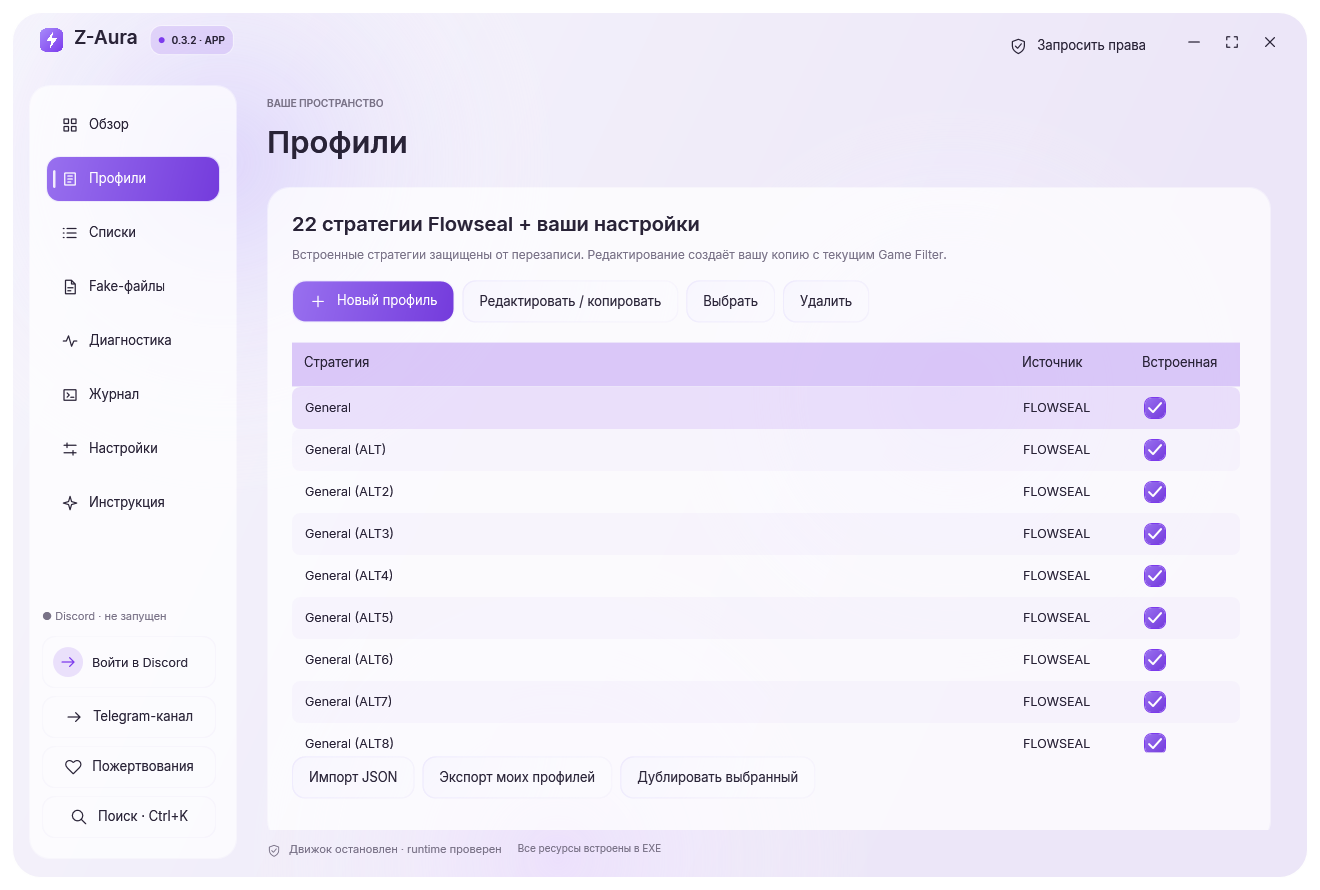 Z-Aura
0.3.2 · APP
Запросить права
Обзор
Профили
Списки
Fake-файлы
Диагностика
Журнал
Настройки
Инструкция
Discord · не запущен
Войти в Discord
Telegram-канал
Пожертвования
Поиск · Ctrl+K
ВАШЕ ПРОСТРАНСТВО
Профили
22 стратегии Flowseal + ваши настройки
Встроенные стратегии защищены от перезаписи. Редактирование создаёт вашу копию с текущим Game Filter.
Новый профиль Редактировать / копировать Выбрать Удалить
Стратегия Источник Встроенная
General FLOWSEAL
General (ALT) FLOWSEAL
General (ALT2) FLOWSEAL
General (ALT3) FLOWSEAL
General (ALT4) FLOWSEAL
General (ALT5) FLOWSEAL
General (ALT6) FLOWSEAL
General (ALT7) FLOWSEAL
General (ALT8) FLOWSEAL
Импорт JSON Экспорт моих профилей Дублировать выбранный
Движок остановлен · runtime проверен Все ресурсы встроены в EXE